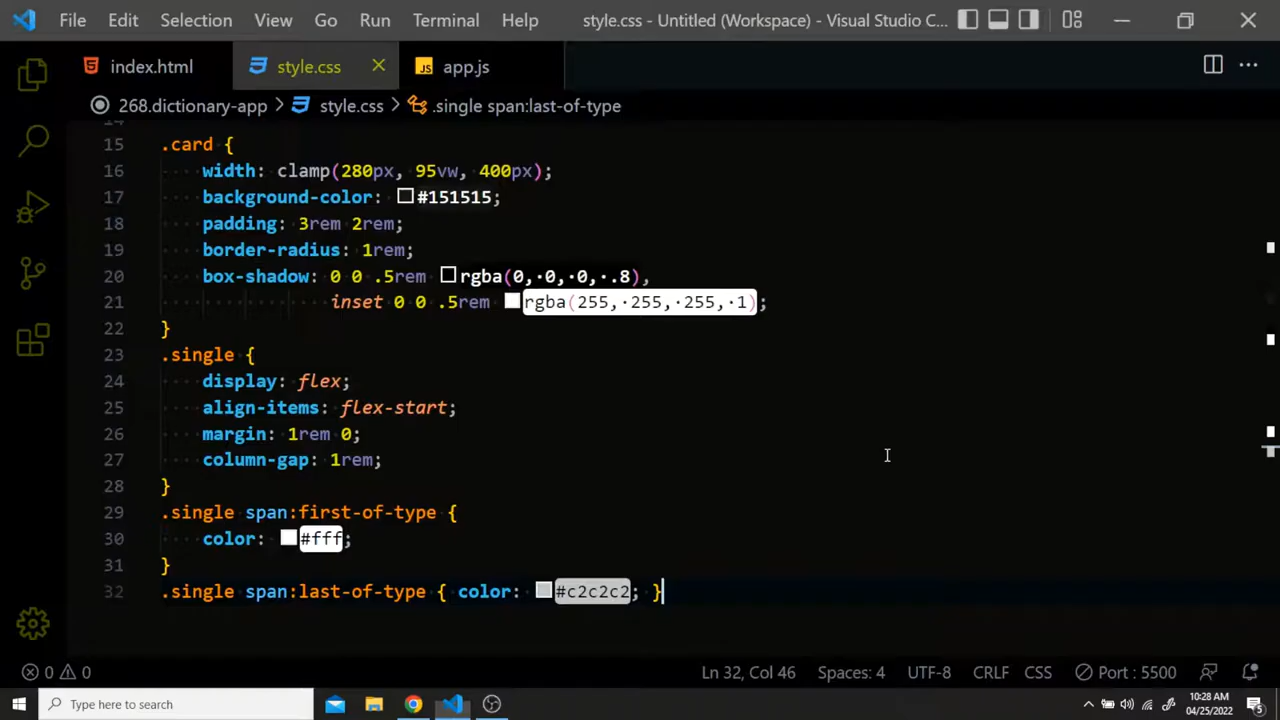 File Edit Selection View Go Run Terminal Help style.css - Untitled (Workspace) - Visual Studio C...
index.html style.css JS app.js
268.dictionary-app > style.css > .single span:last-of-type
14
15 .card {
16 width: clamp(280px, 95vw, 400px);
17 background-color: #151515;
18 padding: 3rem 2rem;
19 border-radius: 1rem;
20 box-shadow: 0 0 .5rem rgba(0,·0,·0,·.8),
21 inset 0 0 .5rem rgba(255,·255,·255,·1);
22 }
23 .single {
24 display: flex;
25 align-items: flex-start;
26 margin: 1rem 0;
27 column-gap: 1rem;
28 }
29 .single span:first-of-type {
30 color: #fff;
31 }
32 .single span:last-of-type { color: #c2c2c2; }
0 0 Ln 32, Col 46 Spaces: 4 UTF-8 CRLF CSS Port : 5500
Type here to search 10:28 AM
04/25/2022 5